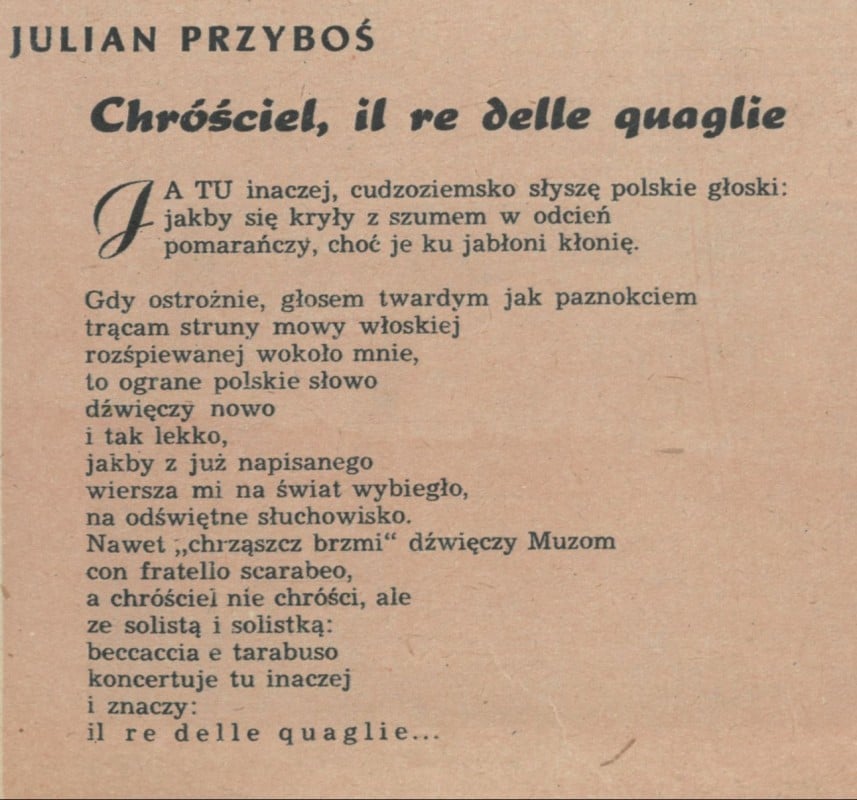 JULIAN PRZYBOŚ
Chróściel, il re delle quaglie
JA TU inaczej, cudzoziemsko słyszę polskie głoski:
jakby się kryły z szumem w odcień
pomarańczy, choć je ku jabłoni kłonię.
Gdy ostrożnie, głosem twardym jak paznokciem
trącam struny mowy włoskiej
rozśpiewanej wokoło mnie,
to ograne polskie słowo
dźwięczy nowo
i tak lekko,
jakby z już napisanego
wiersza mi na świat wybiegło,
na odświętne słuchowisko.
Nawet „chrząszcz brzmi“ dźwięczy Muzom
con fratello scarabeo,
a chróściel nie chróści, ale
ze solistą i solistką:
beccaccia e tarabuso
koncertuje tu inaczej
i znaczy:
il re delle quaglie...